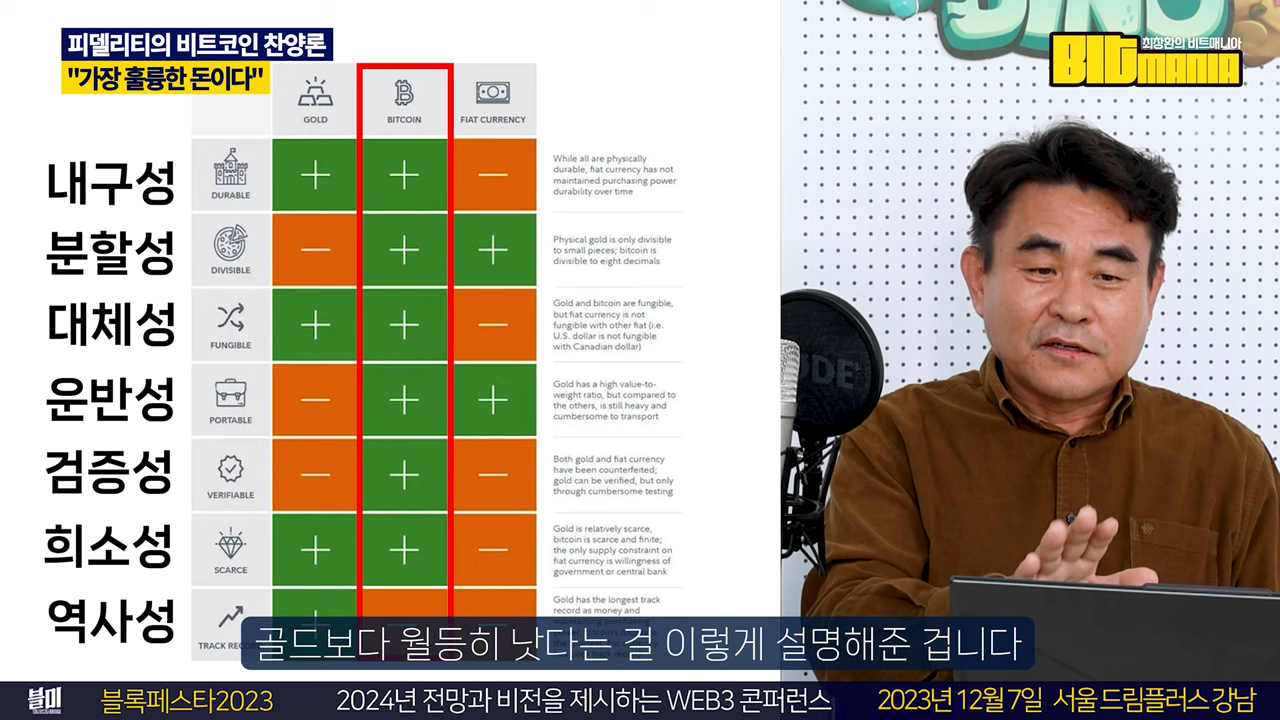 피델리티의 비트코인 찬양론
"가장 훌륭한 돈이다"
최창환의 비트매니아
BIT MANIA
DINO
GOLD
BITCOIN
FIAT CURRENCY
내구성
DURABLE
While all are physically
durable, fiat currency has not
maintained purchasing power
durability over time
분할성
DIVISIBLE
Physical gold is only divisible
to small pieces; bitcoin is
divisible to eight decimals
대체성
FUNGIBLE
Gold and bitcoin are fungible,
but fiat currency is not
fungible with other fiat (i.e.
U.S. dollar is not fungible
with Canadian dollar)
운반성
PORTABLE
Gold has a high value-to-
weight ratio, but compared to
the others, is still heavy and
cumbersome to transport
검증성
VERIFIABLE
Both gold and fiat currency
have been counterfeited;
gold can be verified, but only
through cumbersome testing
희소성
SCARCE
Gold is relatively scarce,
bitcoin is scarce and finite;
the only supply constraint on
fiat currency is willingness of
government or central bank
역사성
TRACK RECO
Gold has the longest track
record as money and
maintaining purchasing
골드보다 월등히 낫다는 걸 이렇게 설명해준 겁니다
블미
블록페스타2023
2024년 전망과 비전을 제시하는 WEB3 콘퍼런스
2023년 12월 7일 서울 드림플러스 강남